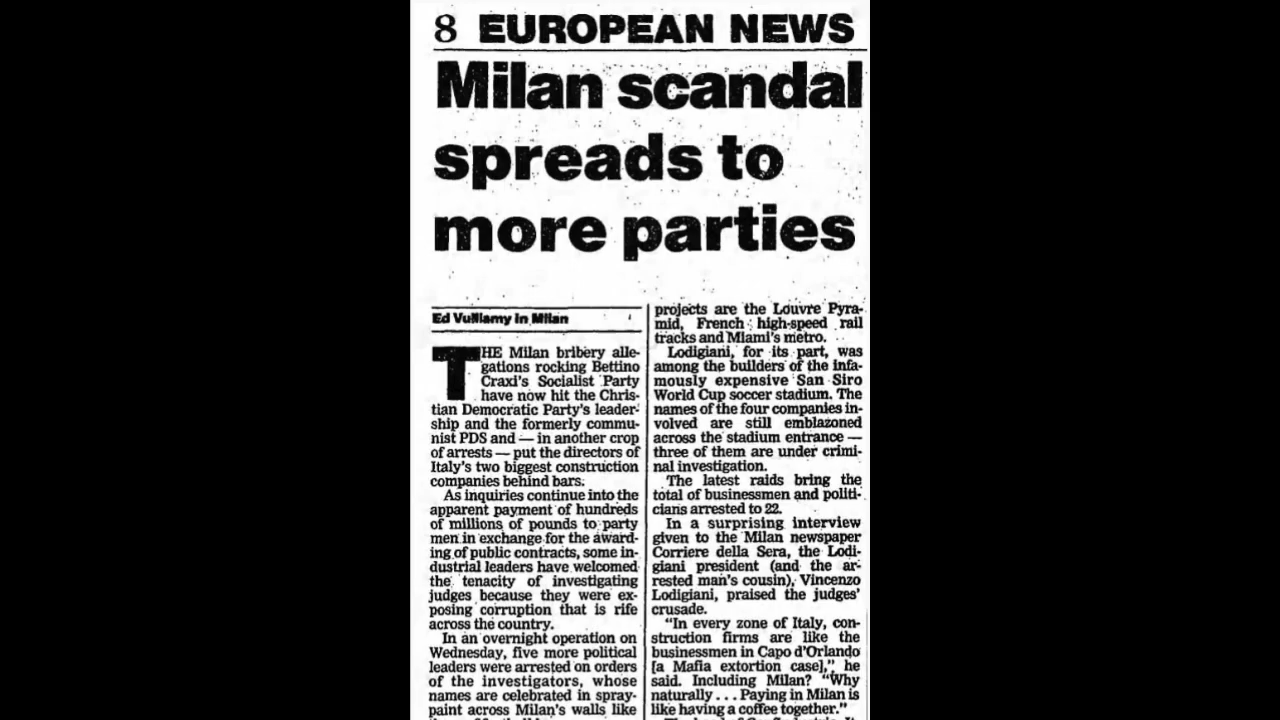 8 EUROPEAN NEWS
Milan scandal
spreads to
more parties
Ed Vulliamy in Milan
THE Milan bribery alle-
gations rocking Bettino
Craxi's Socialist Party
have now hit the Chris-
tian Democratic Party's leader-
ship and the formerly commu-
nist PDS and — in another crop
of arrests — put the directors of
Italy's two biggest construction
companies behind bars.
As inquiries continue into the
apparent payment of hundreds
of millions of pounds to party
men in exchange for the award-
ing of public contracts, some in-
dustrial leaders have welcomed
the tenacity of investigating
judges because they were ex-
posing corruption that is rife
across the country.
In an overnight operation on
Wednesday, five more political
leaders were arrested on orders
of the investigators, whose
names are celebrated in spray-
paint across Milan's walls like
projects are the Louvre Pyra-
mid, French high-speed rail
tracks and Miami's metro.
Lodigiani, for its part, was
among the builders of the infa-
mously expensive San Siro
World Cup soccer stadium. The
names of the four companies in-
volved are still emblazoned
across the stadium entrance —
three of them are under crimi-
nal investigation.
The latest raids bring the
total of businessmen and politi-
cians arrested to 22.
In a surprising interview
given to the Milan newspaper
Corriere della Sera, the Lodi-
giani president (and the ar-
rested man's cousin), Vincenzo
Lodigiani, praised the judges'
crusade.
"In every zone of Italy, con-
struction firms are like the
businessmen in Capo d'Orlando
[a Mafia extortion case]," he
said. Including Milan? "Why
naturally . . . Paying in Milan is
like having a coffee together."